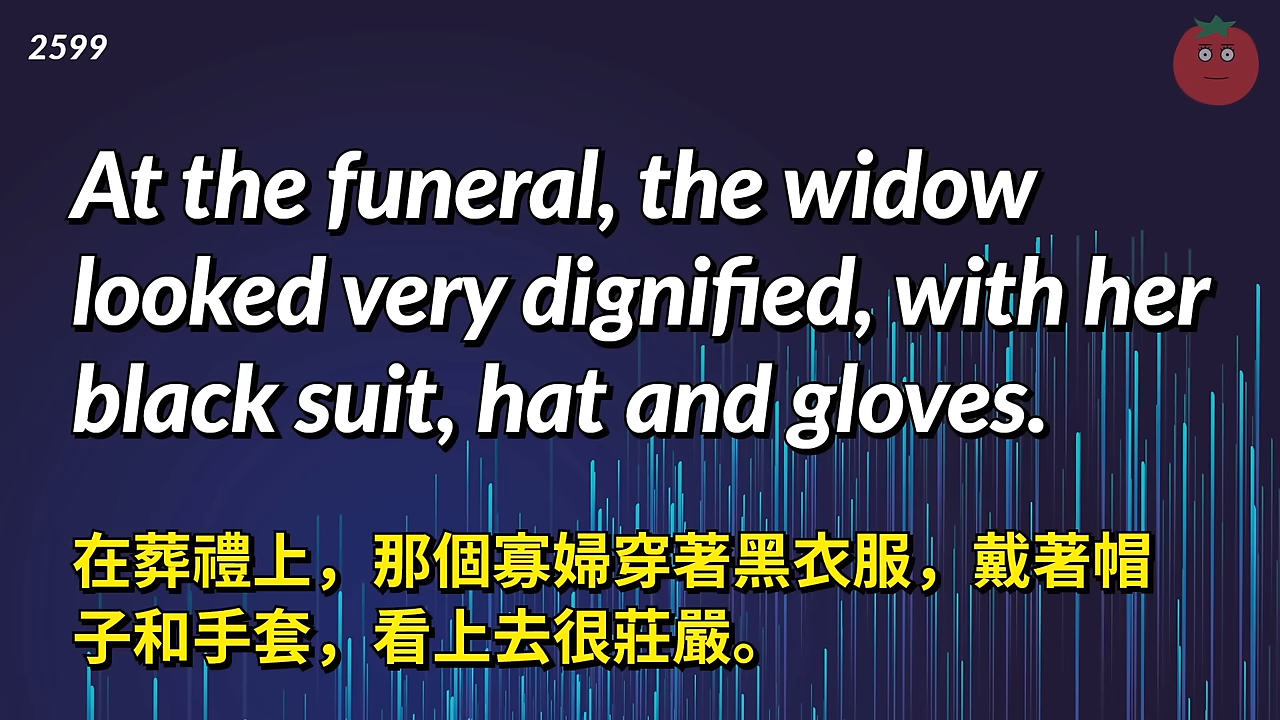 2599
At the funeral, the widow
looked very dignified, with her
black suit, hat and gloves.
在葬禮上，那個寡婦穿著黑衣服，戴著帽
子和手套，看上去很莊嚴。